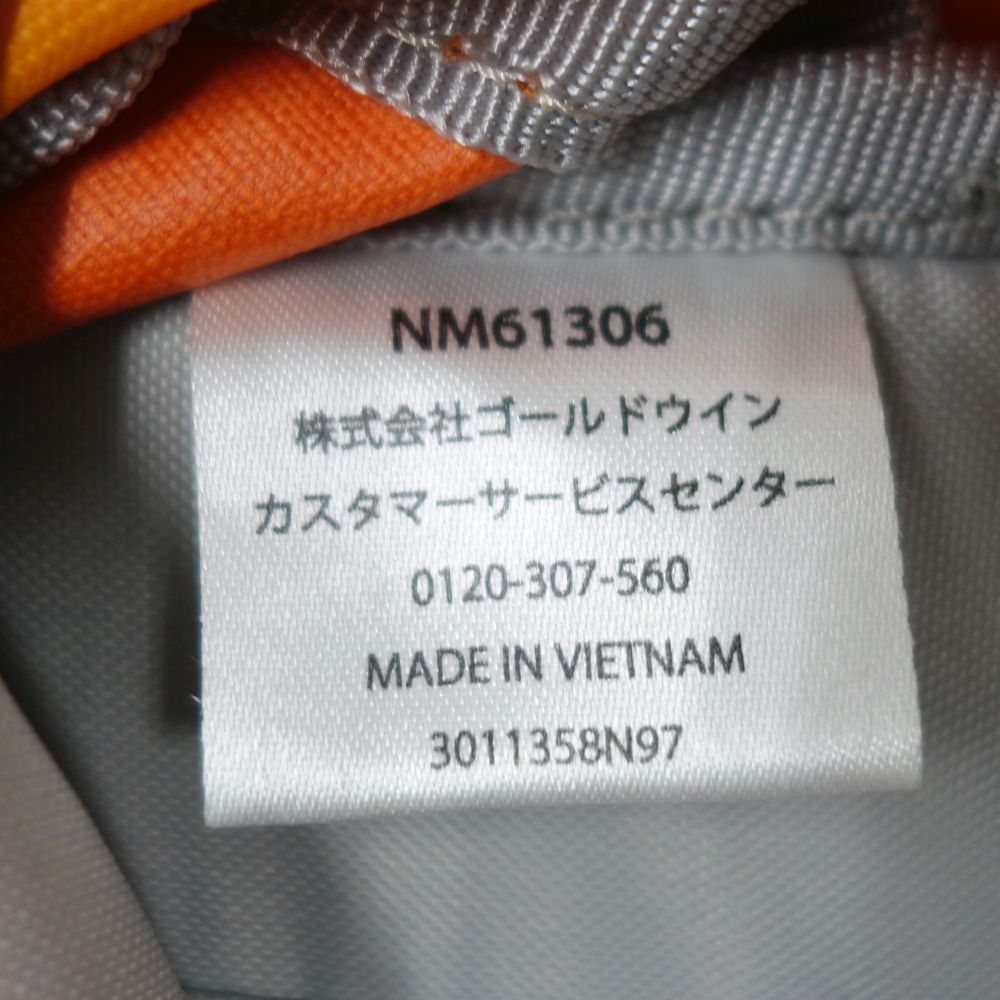 NM61306
株式会社ゴールドウイン
カスタマーサービスセンター
0120-307-560
MADE IN VIETNAM
3011358N97